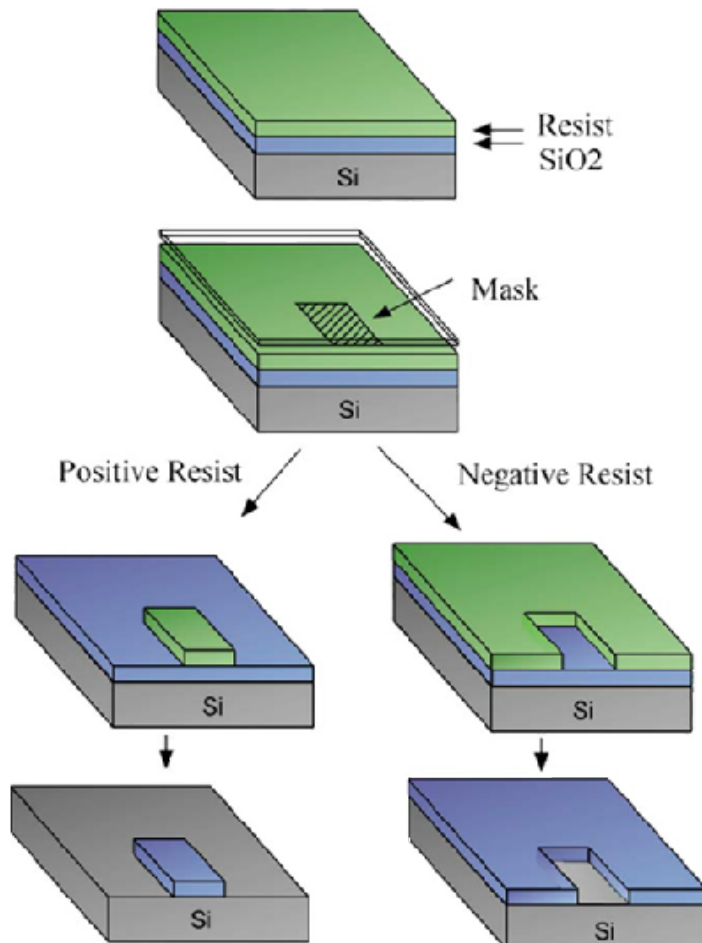 Resist
SiO2
Si
Mask
Si
Positive Resist
Negative Resist
Si
Si
Si
Si